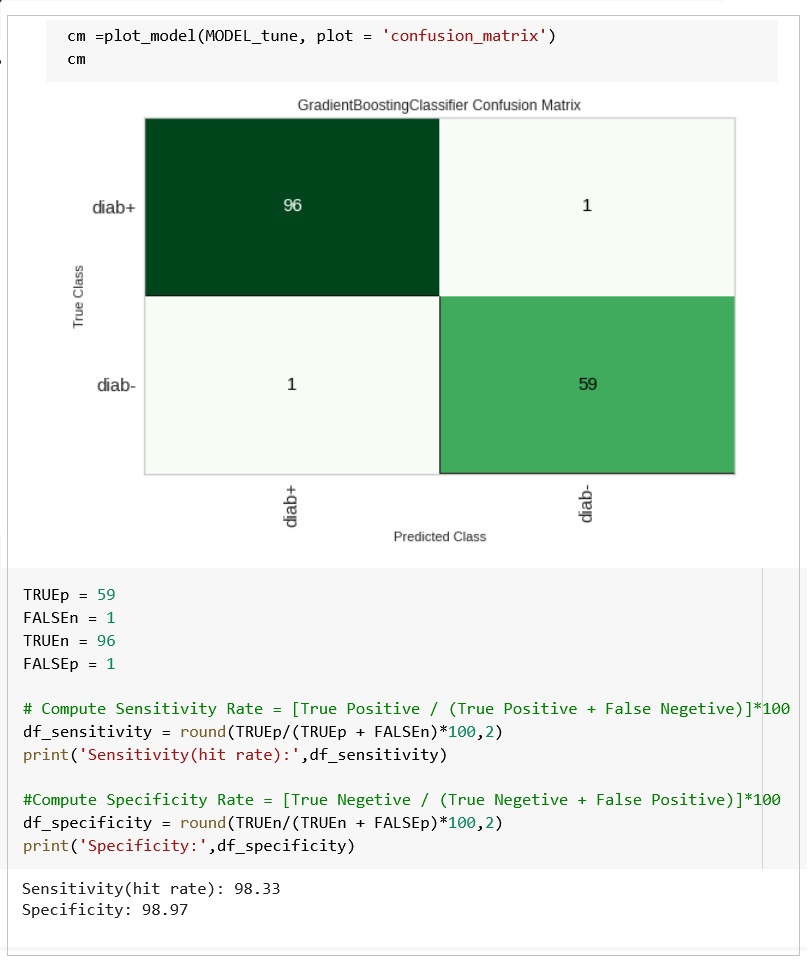 cm =plot_model(MODEL_tune, plot = 'confusion_matrix')
cm
GradientBoostingClassifier Confusion Matrix
diab+
96
1
True Class
diab-
1
59
diab+
diab-
Predicted Class
TRUEp = 59
FALSEn = 1
TRUEn = 96
FALSEp = 1
# Compute Sensitivity Rate = [True Positive / (True Positive + False Negetive)]*100
df_sensitivity = round(TRUEp/(TRUEp + FALSEn)*100,2)
print('Sensitivity(hit rate):',df_sensitivity)
#Compute Specificity Rate = [True Negetive / (True Negetive + False Positive)]*100
df_specificity = round(TRUEn/(TRUEn + FALSEp)*100,2)
print('Specificity:',df_specificity)
Sensitivity(hit rate): 98.33
Specificity: 98.97